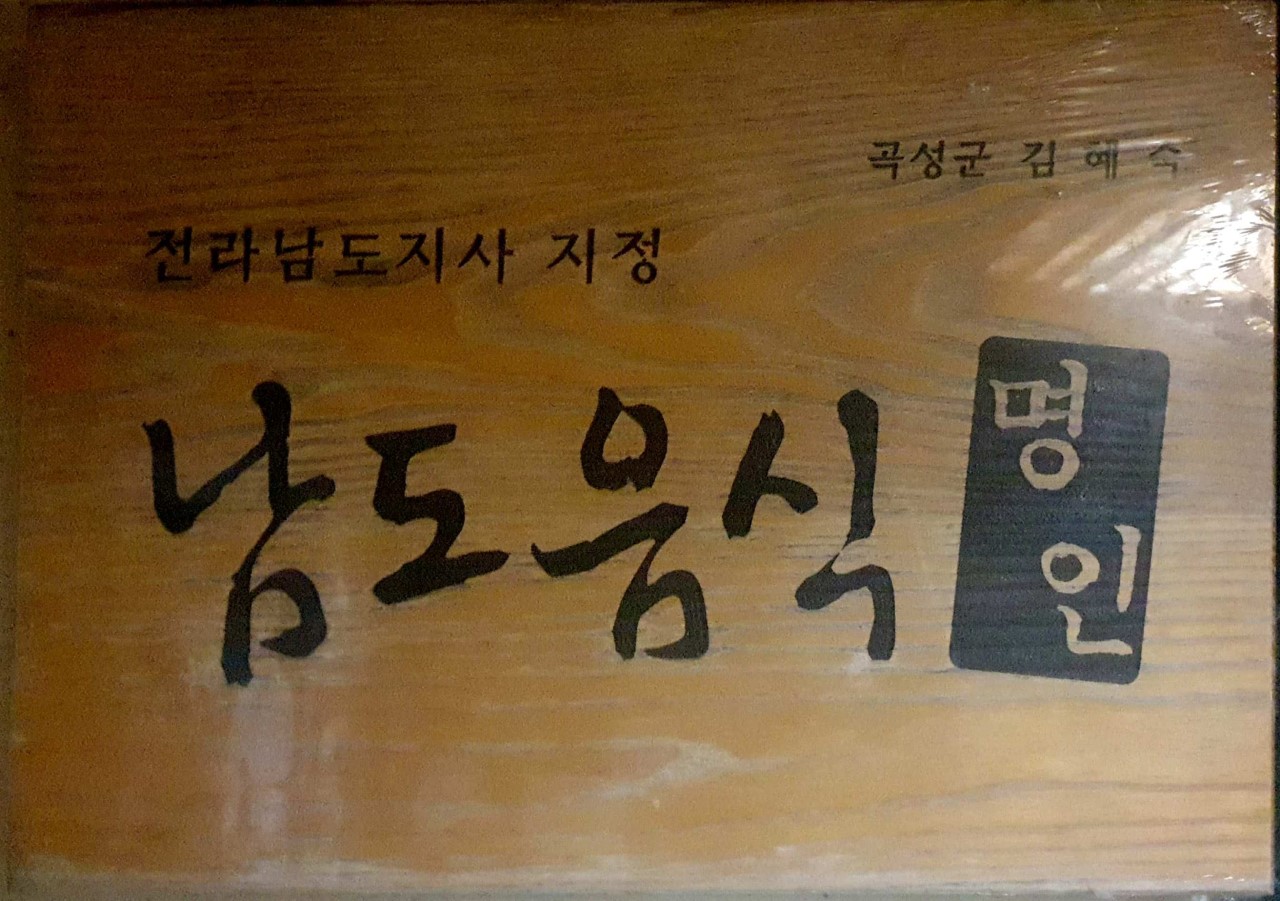 곡성군 김 혜 숙
전라남도지사 지정
남도음식 명인